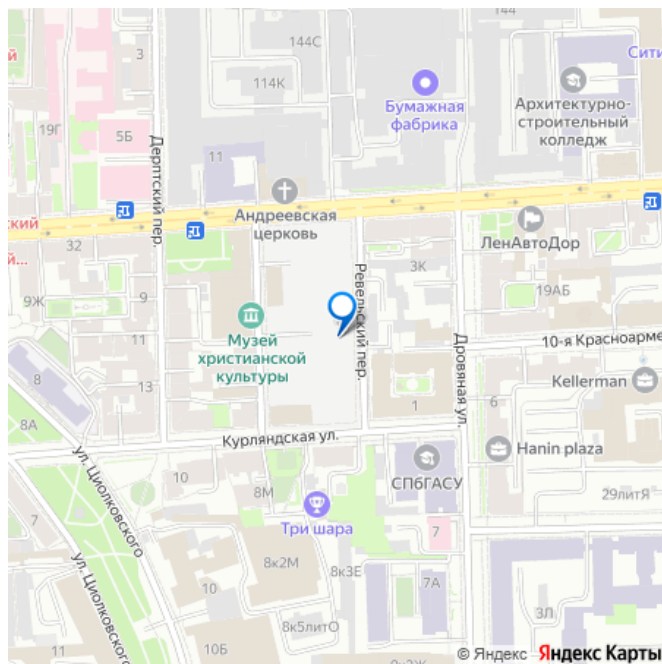 144С
144
й
114К
Бумажная
фабрика
Сити
Архитектурно-
строительный
колледж
19Г
5Б
11
Дерптский пер.
Андреевская
церковь
ский
й...
32
ЛенАвтоДор
3К
9Ж
9
19АБ
Ревельский пер.
11
Музей
христианской
культуры
10-я Красноарме
Дровяная ул.
8
13
Kellerman
1
6
8А
Курляндская ул.
Hanin plaza
СПбГАСУ
ул. Циолковского
10
8М
29литЯ
Три шара
7
7
ул. Циолковского
8к2М
8к3Е
7А
10
3Л
8к5литО
11
10Б
© Яндекс Яндекс Карты